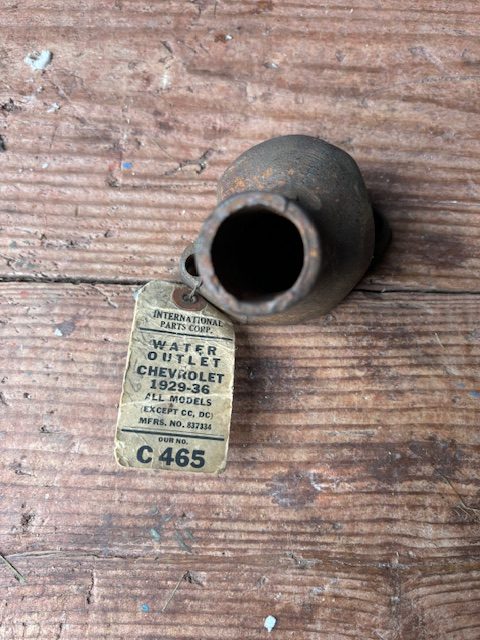 INTERNATIONAL
PARTS CORP.
WATER
OUTLET
CHEVROLET
1929-36
ALL MODELS
(EXCEPT CC, DC)
MFRS. NO. 837334
OUR NO.
C 465